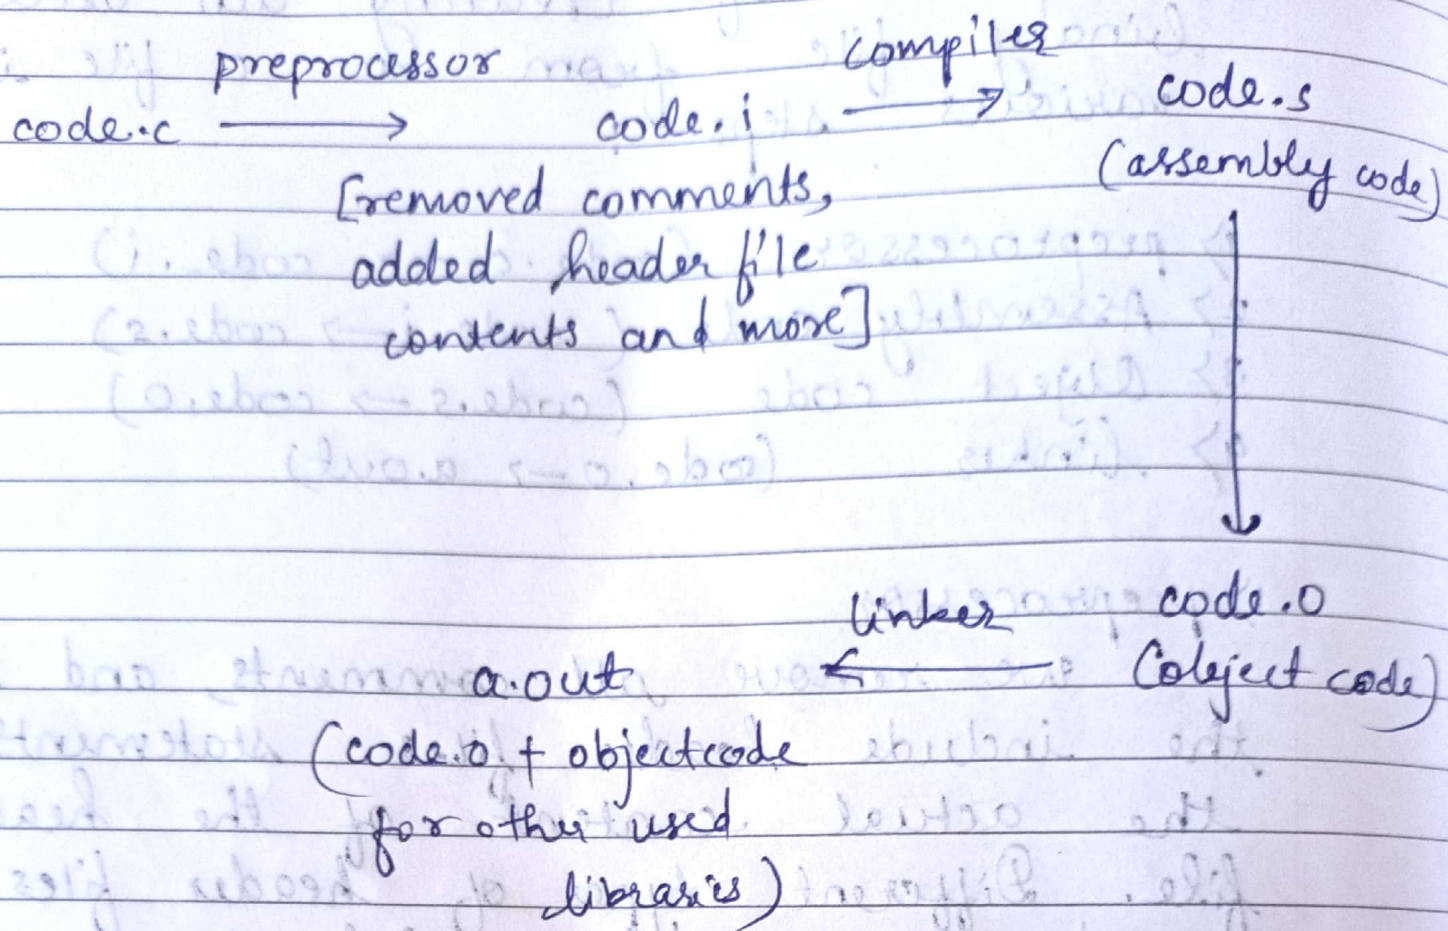 preprocessor
compiler
code.c → code.i → code.s
[removed comments,
(assembly code)
added header file
contents and more]
linker
code.o
a.out ← (object code)
(code.o + objectcode
for other used
libraries)